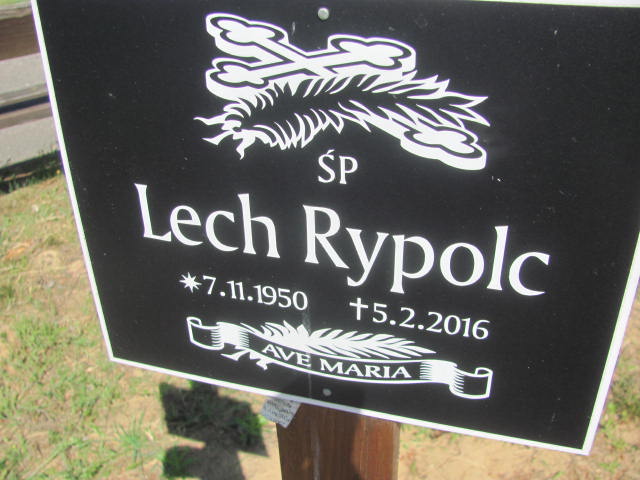 ŚP
Lech Rypolc
*7.11.1950 †5.2.2016
AVE MARIA